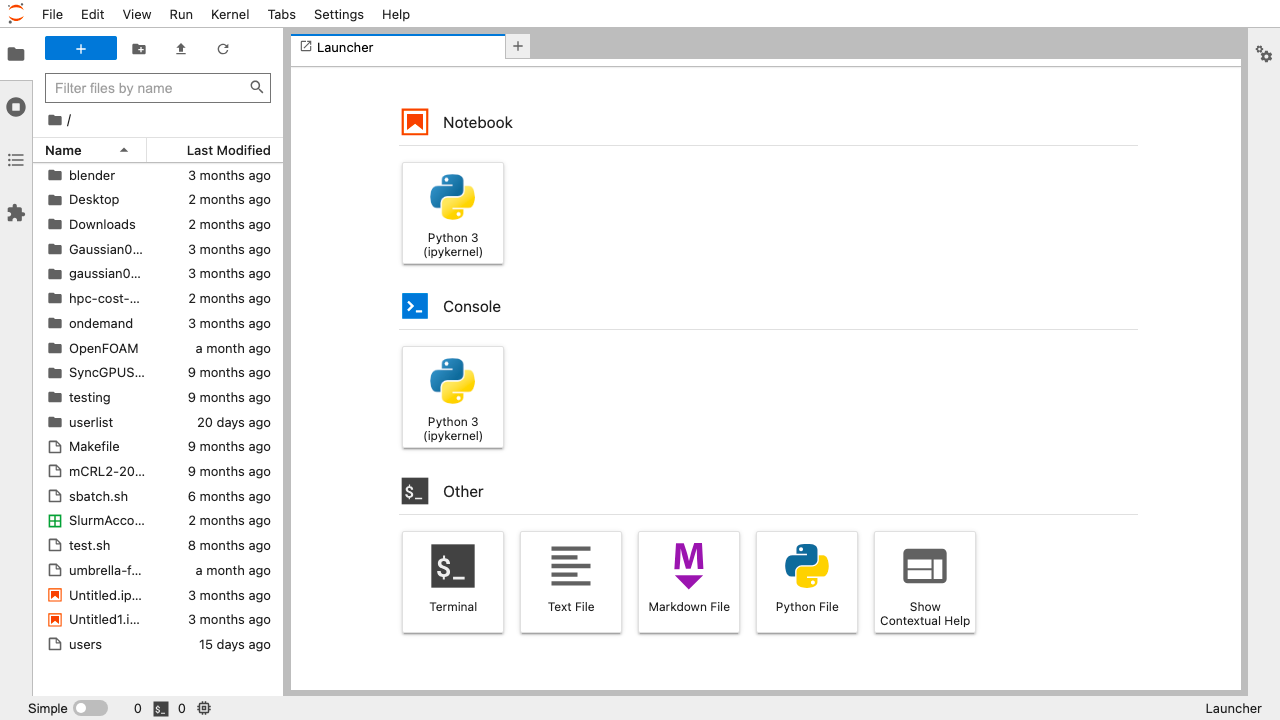 File Edit View Run Kernel Tabs Settings Help
Launcher
Filter files by name
/
Name Last Modified
blender 3 months ago
Desktop 2 months ago
Downloads 2 months ago
Gaussian0... 3 months ago
gaussian0... 3 months ago
hpc-cost-... 2 months ago
ondemand 3 months ago
OpenFOAM a month ago
SyncGPUS... 9 months ago
testing 9 months ago
userlist 20 days ago
Makefile 9 months ago
mCRL2-20... 9 months ago
sbatch.sh 6 months ago
SlurmAcco... 2 months ago
test.sh 8 months ago
umbrella-f... a month ago
Untitled.ip... 3 months ago
Untitled1.i... 3 months ago
users 15 days ago
Notebook
Python 3
(ipykernel)
Console
Python 3
(ipykernel)
$_ Other
$_
Terminal
Text File
M
Markdown File
Python File
Show
Contextual Help
Simple 0 $_ 0 Launcher